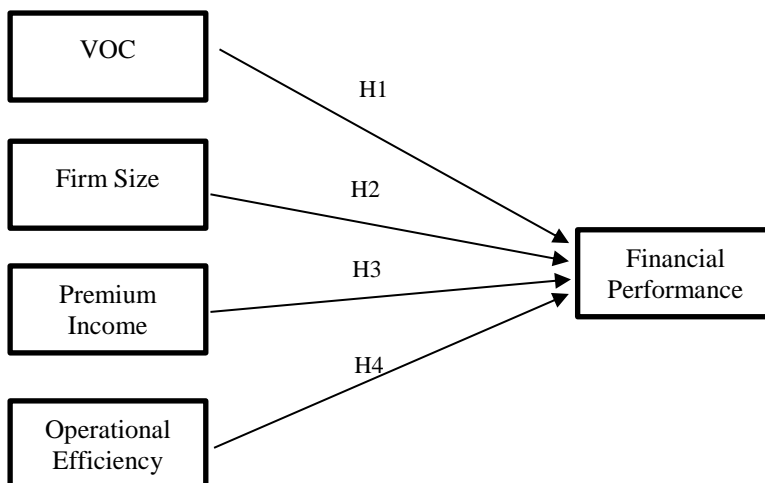 VOC
H1
Firm Size
H2
Premium
Income
H3
Financial
Performance
H4
Operational
Efficiency